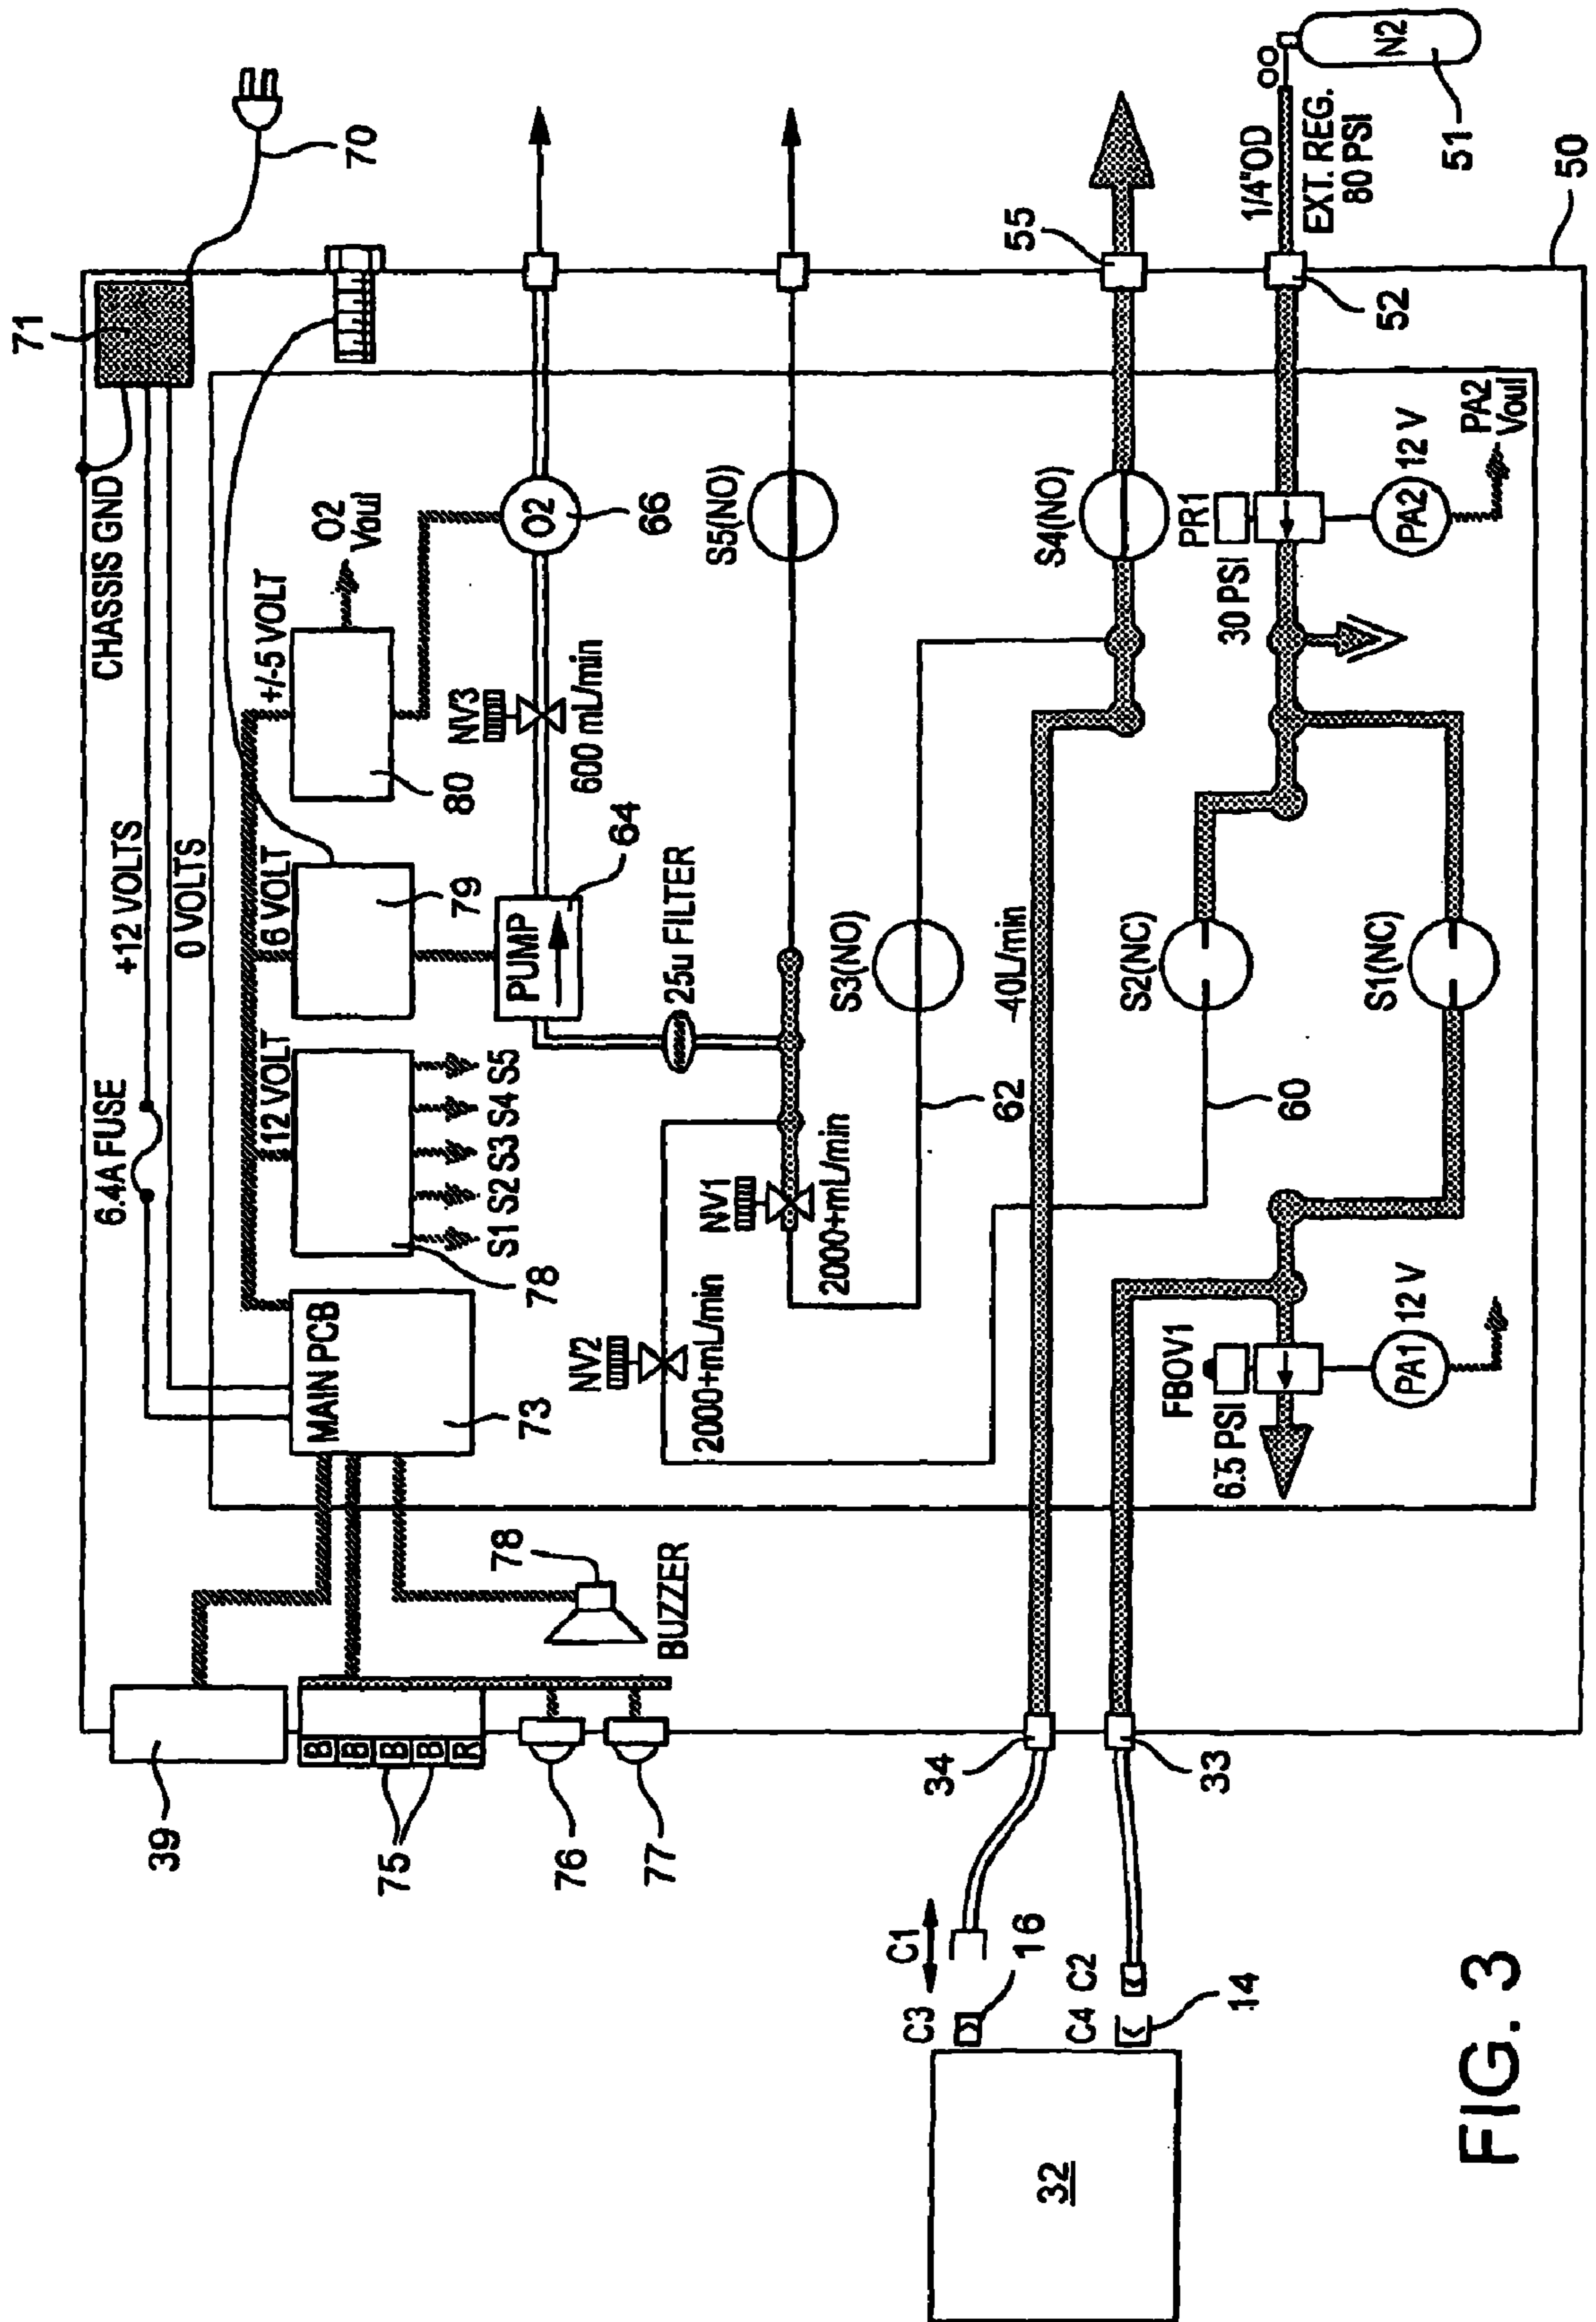 71
CHASSIS GND
+12 VOLTS
0 VOLTS
6.4A FUSE
70
O2
Vout
+/-5 VOLT
80
6 VOLT
79
12 VOLT
S1 S2 S3 S4 S5
78
MAIN PCB
73
39
B
B
B
B
R
75
76
77
78
BUZZER
O2
66
NV3
600 mL/min
PUMP
64
25u FILTER
S5(NO)
NV1
2000+mL/min
NV2
2000+mL/min
S3(NO)
62
S4(NO)
55
40L/min
S2(NC)
60
S1(NC)
PR1
30 PSI
PA2
12 V
PA2
Vout
52
1/4"OD
EXT. REG.
80 PSI
N2
51
50
FBOV1
6.5 PSI
PA1
12 V
34
33
C1
C3
16
C2
C4
14
32
FIG. 3